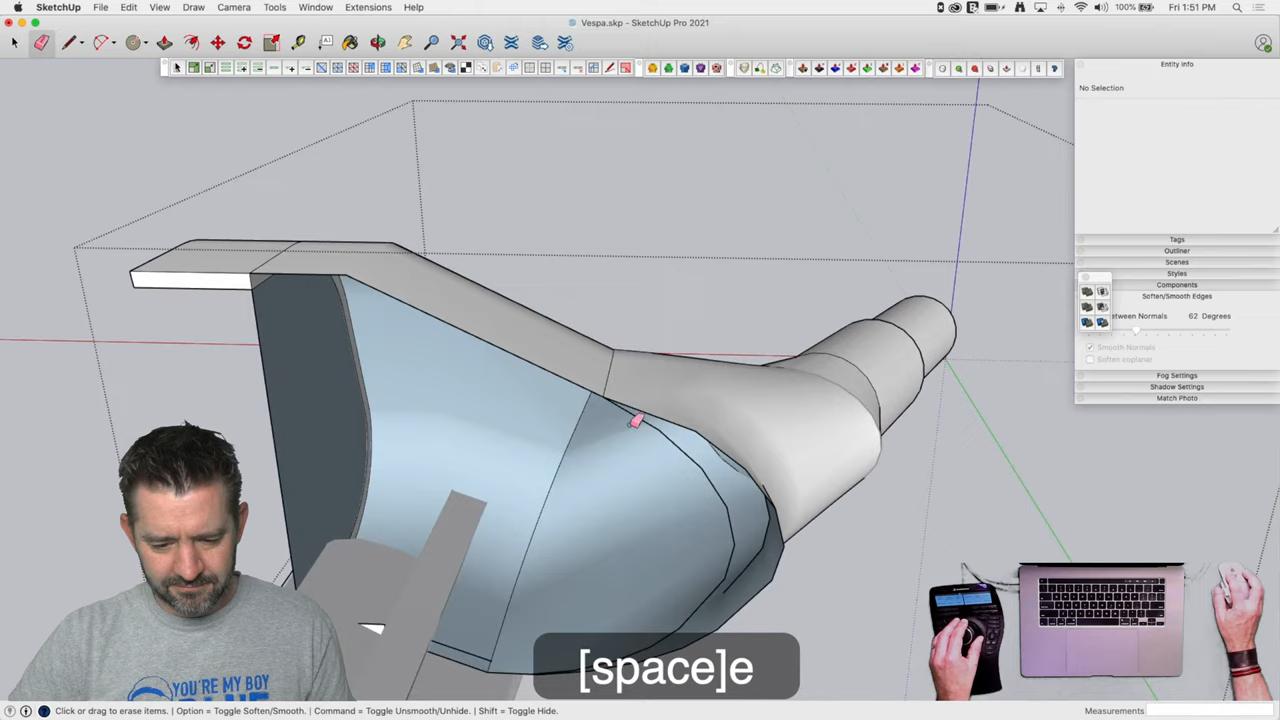 SketchUp File Edit View Draw Camera Tools Window Extensions Help 100% Fri 1:51 PM
Vespa.skp - SketchUp Pro 2021
Entity Info
No Selection
Tags
Outliner
Scenes
Styles
Components
Soften/Smooth Edges
etween Normals 62 Degrees
Smooth Normals
Soften coplanar
Fog Settings
Shadow Settings
Match Photo
YOU'RE MY BOY
BLUE
[space]e
Click or drag to erase items. | Option = Toggle Soften/Smooth. | Command = Toggle Unsmooth/Unhide. | Shift = Toggle Hide.
Measurements